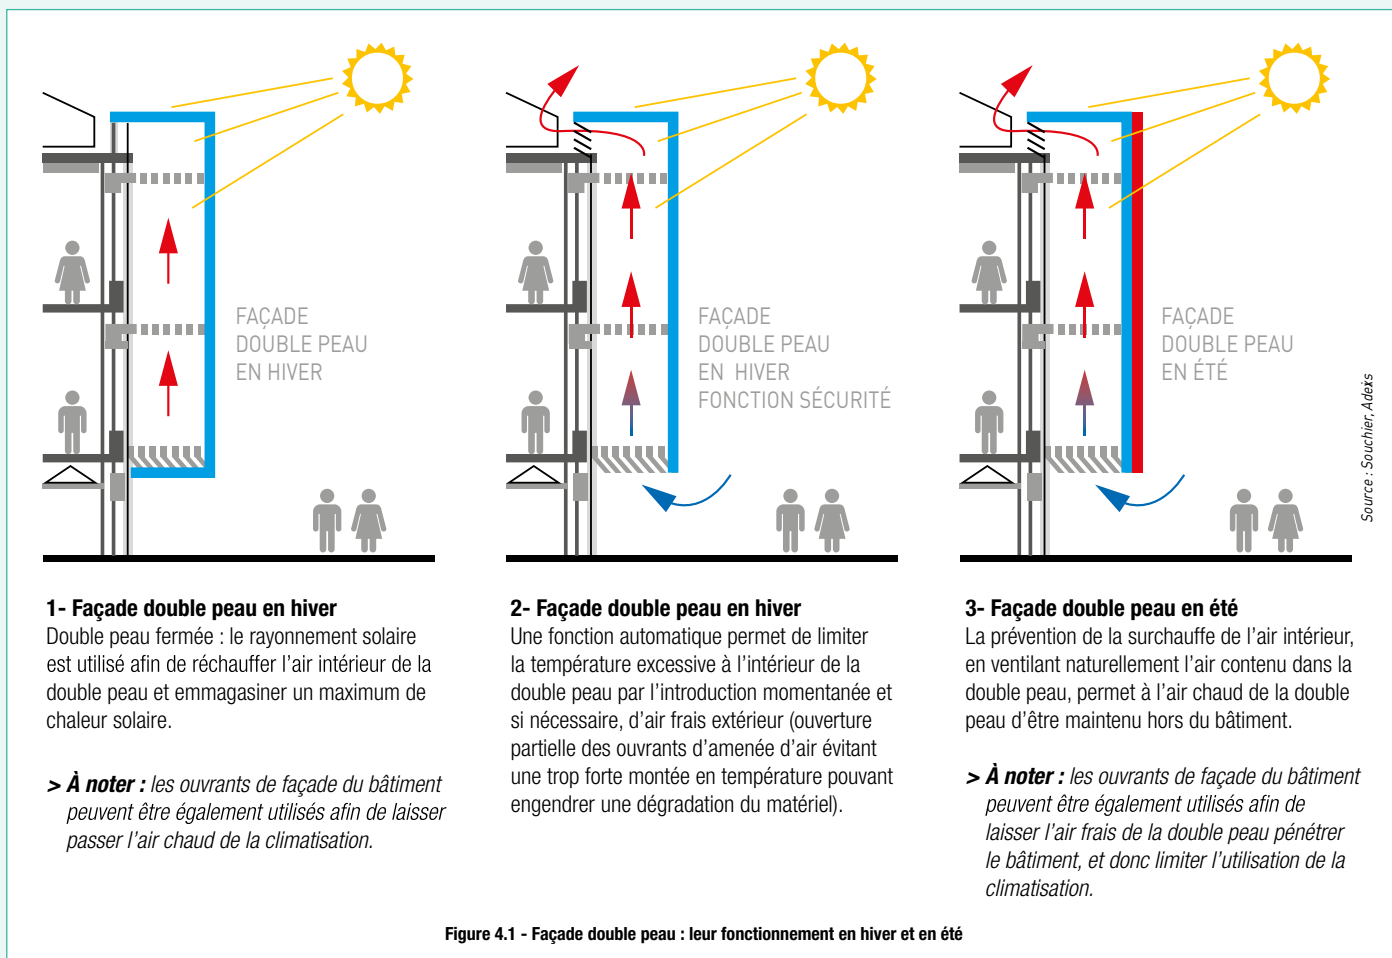 FAÇADE
DOUBLE PEAU
EN HIVER
FAÇADE
DOUBLE PEAU
EN HIVER
FONCTION SÉCURITÉ
FAÇADE
DOUBLE PEAU
EN ÉTÉ
Source : Souchier, Adexis
1- Façade double peau en hiver
Double peau fermée : le rayonnement solaire
est utilisé afin de réchauffer l’air intérieur de la
double peau et emmagasiner un maximum de
chaleur solaire.
> À noter : les ouvrants de façade du bâtiment
peuvent être également utilisés afin de laisser
passer l’air chaud de la climatisation.
2- Façade double peau en hiver
Une fonction automatique permet de limiter
la température excessive à l’intérieur de la
double peau par l’introduction momentanée et
si nécessaire, d’air frais extérieur (ouverture
partielle des ouvrants d’amenée d’air évitant
une trop forte montée en température pouvant
engendrer une dégradation du matériel).
3- Façade double peau en été
La prévention de la surchauffe de l’air intérieur,
en ventilant naturellement l’air contenu dans la
double peau, permet à l’air chaud de la double
peau d’être maintenu hors du bâtiment.
> À noter : les ouvrants de façade du bâtiment
peuvent être également utilisés afin de
laisser l’air frais de la double peau pénétrer
le bâtiment, et donc limiter l’utilisation de la
climatisation.
Figure 4.1 - Façade double peau : leur fonctionnement en hiver et en été